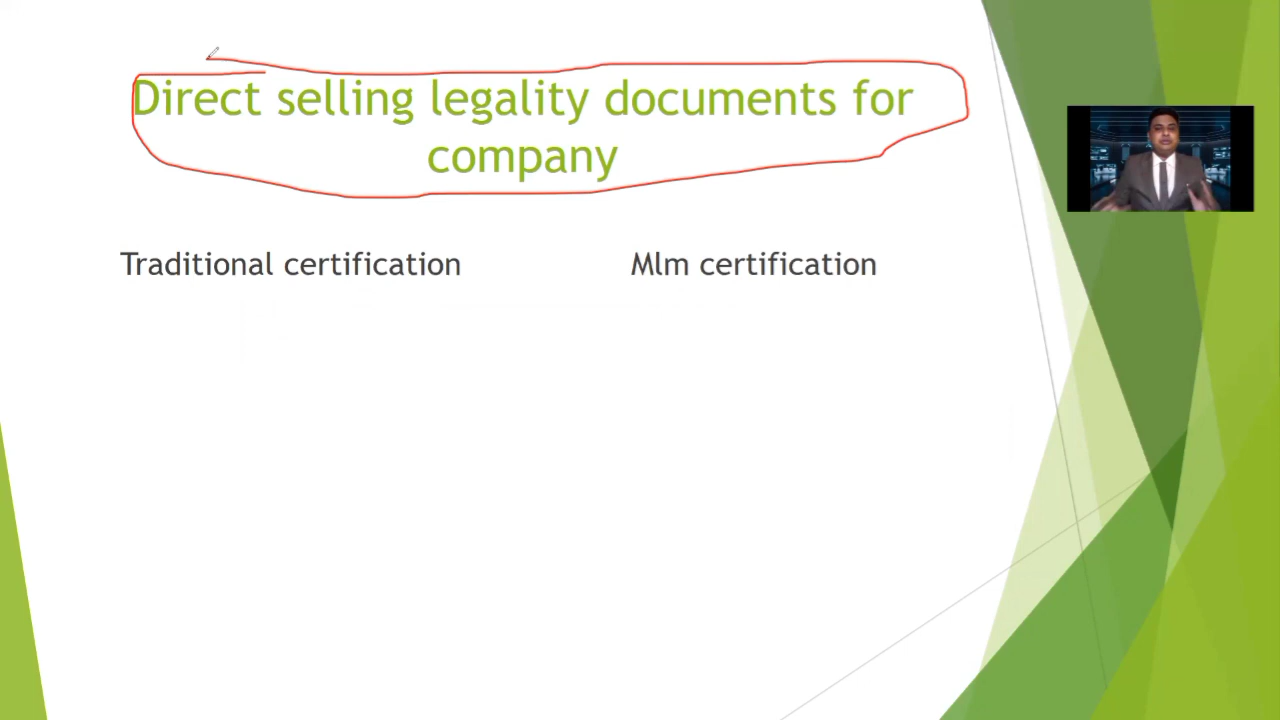 Direct selling legality documents for
company
Traditional certification
Mlm certification